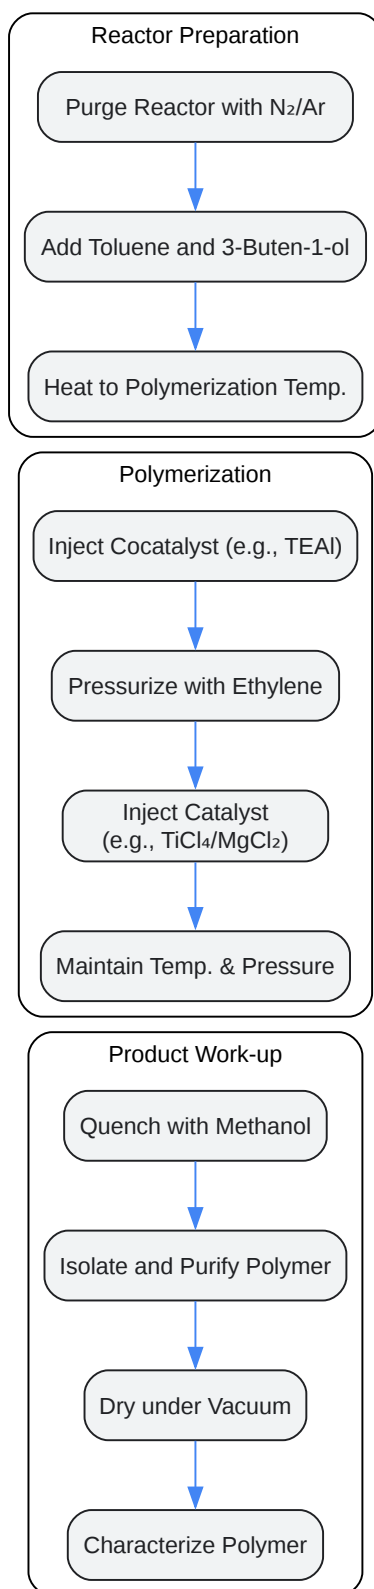 Reactor Preparation
Purge Reactor with N₂/Ar
Add Toluene and 3-Buten-1-ol
Heat to Polymerization Temp.
Polymerization
Inject Cocatalyst (e.g., TEAl)
Pressurize with Ethylene
Inject Catalyst
(e.g., TiCl₄/MgCl₂)
Maintain Temp. & Pressure
Product Work-up
Quench with Methanol
Isolate and Purify Polymer
Dry under Vacuum
Characterize Polymer